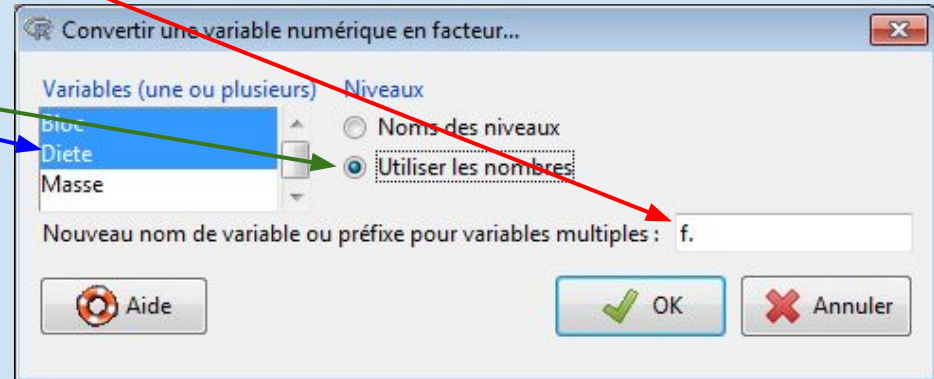 Convertir une variable numérique en facteur...
Variables (une ou plusieurs) Niveaux
Bloc
Noms des niveaux
Diete
Utiliser les nombres
Masse
Nouveau nom de variable ou préfixe pour variables multiples : f.
Aide
OK
Annuler